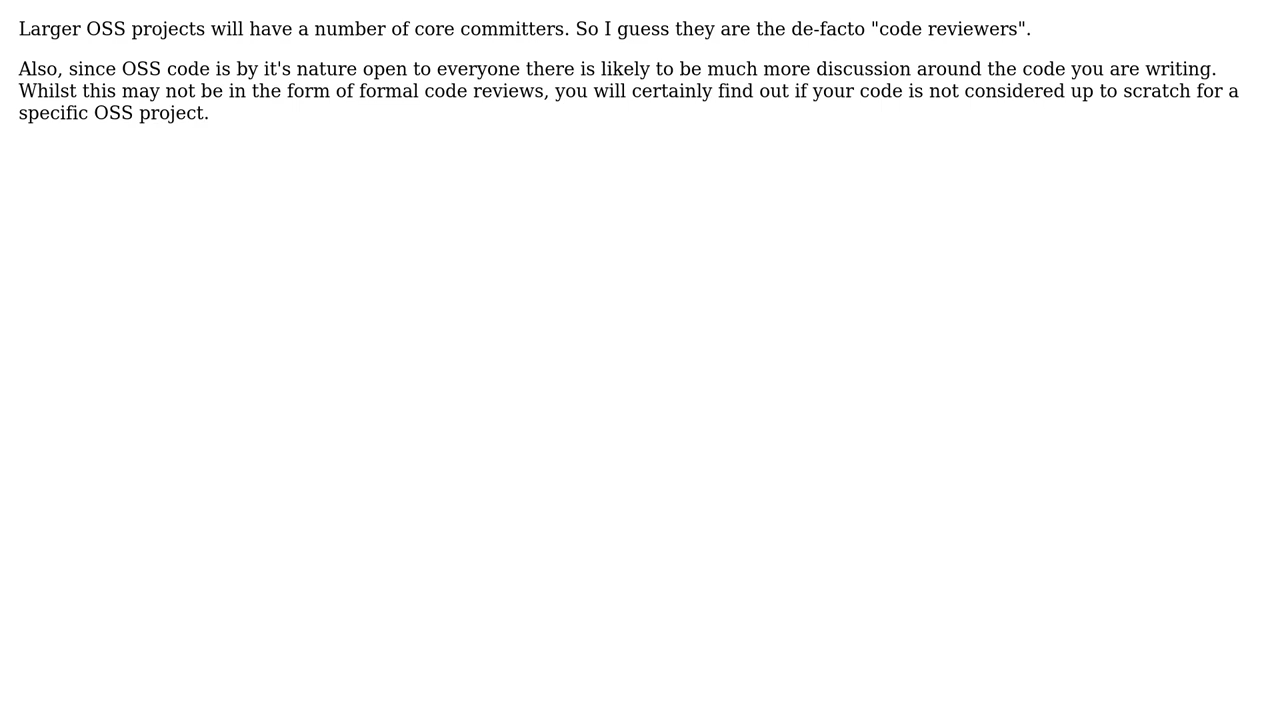 Larger OSS projects will have a number of core committers. So I guess they are the de-facto "code reviewers".
Also, since OSS code is by it's nature open to everyone there is likely to be much more discussion around the code you are writing.
Whilst this may not be in the form of formal code reviews, you will certainly find out if your code is not considered up to scratch for a
specific OSS project.